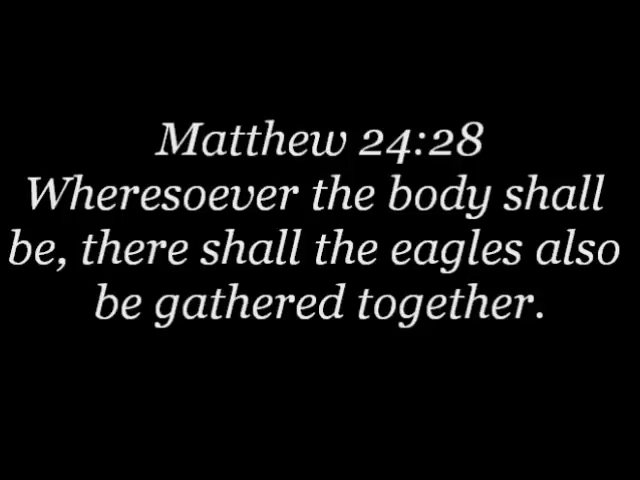 Matthew 24:28
Wheresoever the body shall
be, there shall the eagles also
be gathered together.